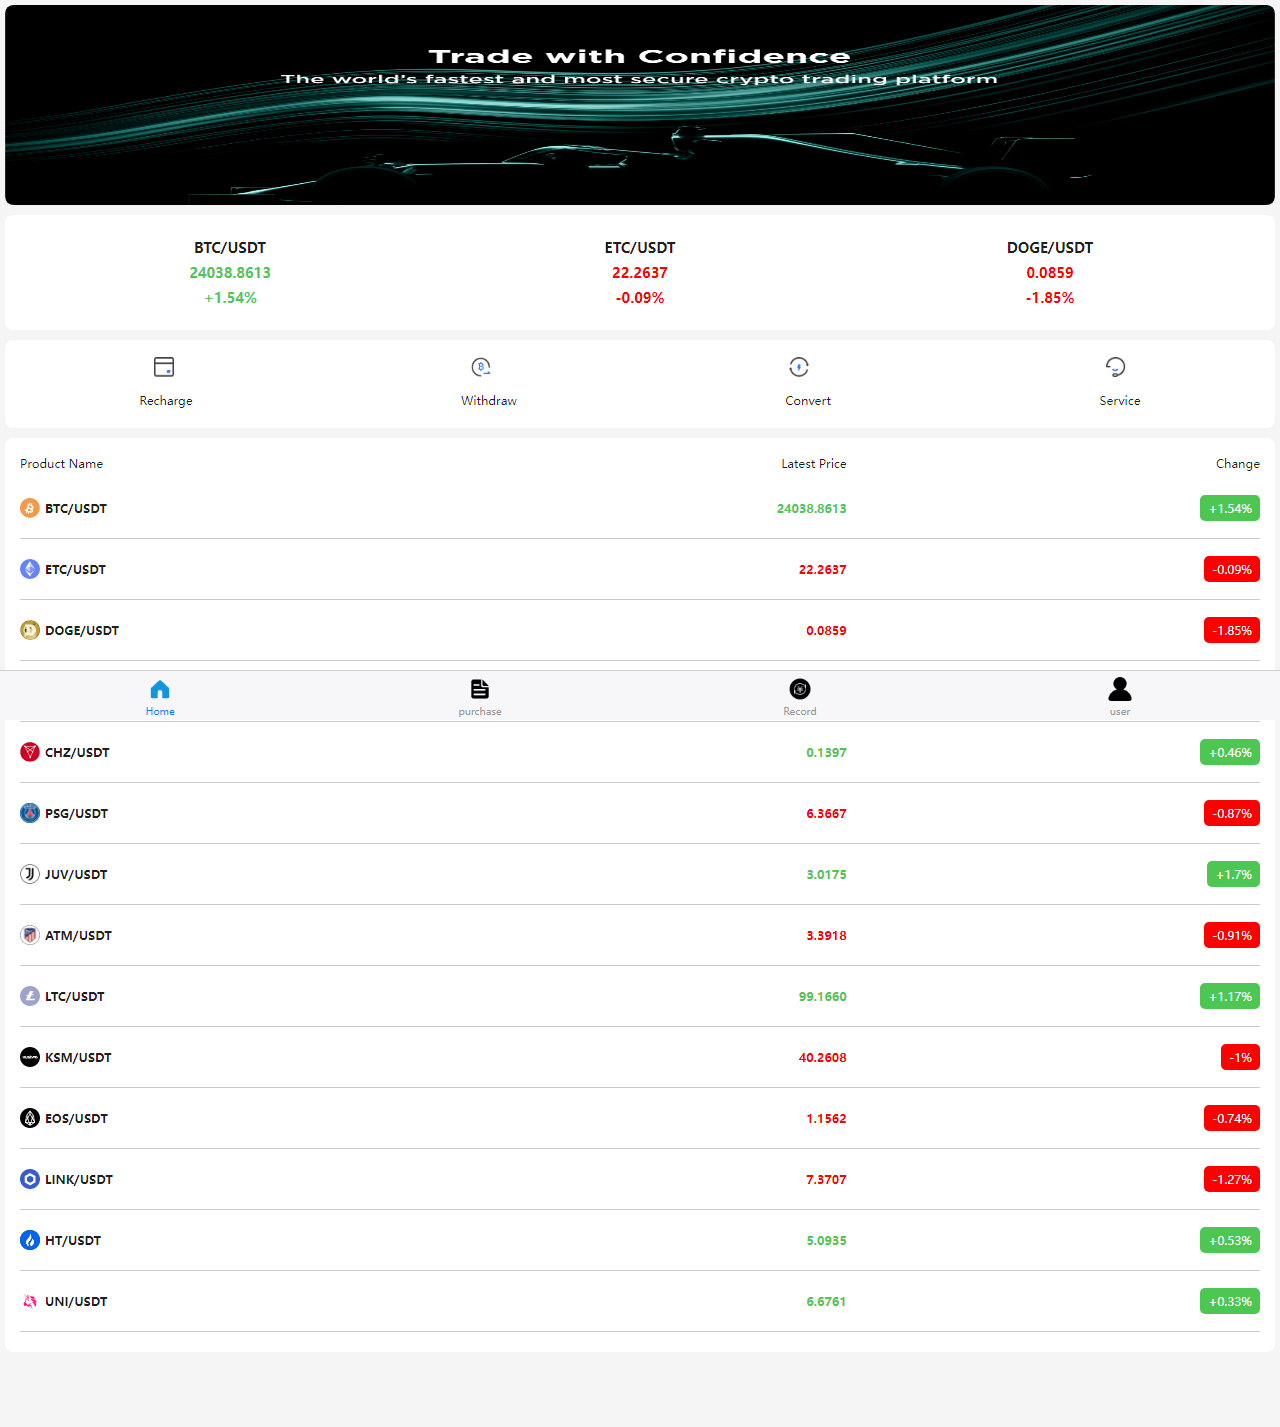 Trade with Confidence
The world's fastest and most secure crypto trading platform
BTC/USDT ETC/USDT DOGE/USDT
24038.8613 22.2637 0.0859
+1.54% -0.09% -1.85%
Recharge Withdraw Convert Service
Product Name Latest Price Change
BTC/USDT 24038.8613 +1.54%
ETC/USDT 22.2637 -0.09%
DOGE/USDT 0.0859 -1.85%
Home purchase Record user
CHZ/USDT 0.1397 +0.46%
PSG/USDT 6.3667 -0.87%
JUV/USDT 3.0175 +1.7%
ATM/USDT 3.3918 -0.91%
LTC/USDT 99.1660 +1.17%
KSM/USDT 40.2608 -1%
EOS/USDT 1.1562 -0.74%
LINK/USDT 7.3707 -1.27%
HT/USDT 5.0935 +0.53%
UNI/USDT 6.6761 +0.33%